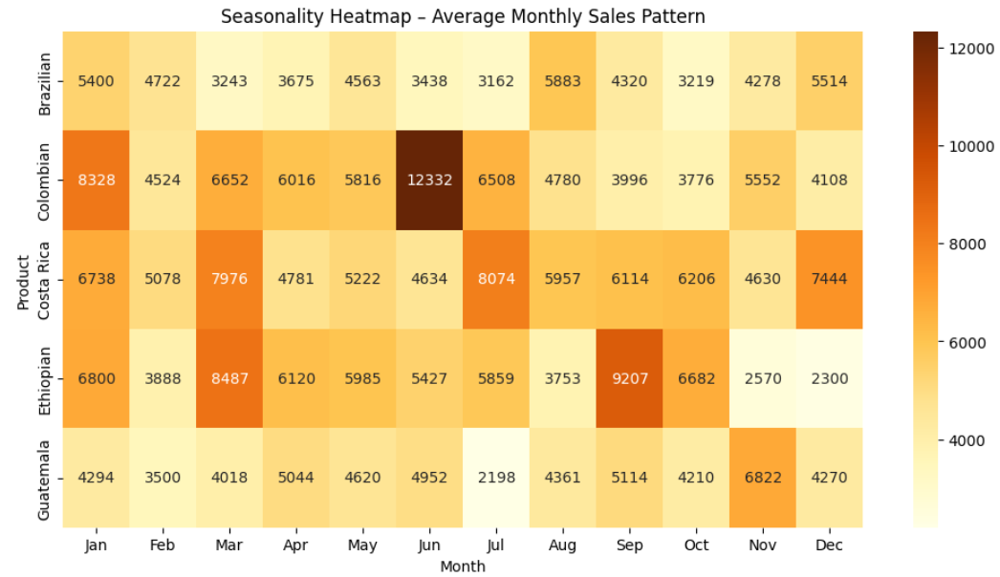 Seasonality Heatmap – Average Monthly Sales Pattern
Product
Brazilian 5400 4722 3243 3675 4563 3438 3162 5883 4320 3219 4278 5514
Colombian 8328 4524 6652 6016 5816 12332 6508 4780 3996 3776 5552 4108
Costa Rica 6738 5078 7976 4781 5222 4634 8074 5957 6114 6206 4630 7444
Ethiopian 6800 3888 8487 6120 5985 5427 5859 3753 9207 6682 2570 2300
Guatemala 4294 3500 4018 5044 4620 4952 2198 4361 5114 4210 6822 4270
Jan Feb Mar Apr May Jun Jul Aug Sep Oct Nov Dec
Month
12000
10000
8000
6000
4000